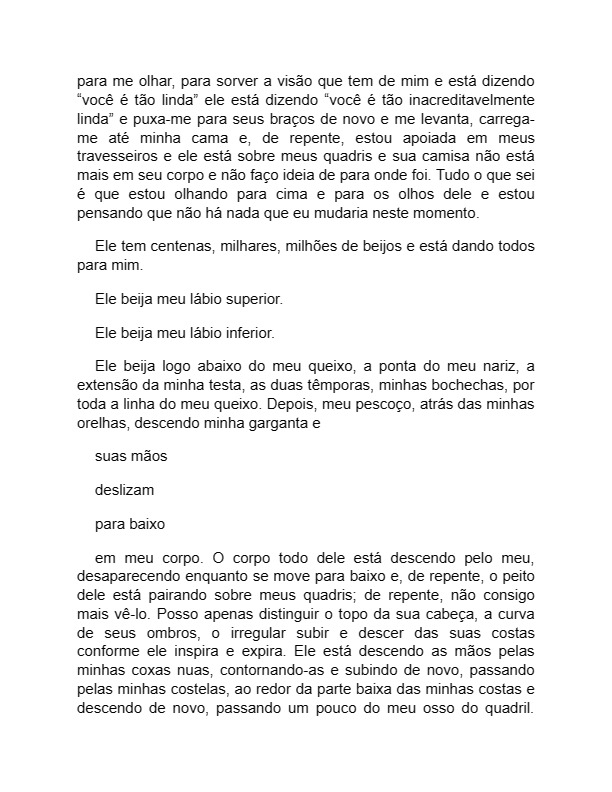 para me olhar, para sorver a visão que tem de mim e está dizendo
“você é tão linda” ele está dizendo “você é tão inacreditavelmente
linda” e puxa-me para seus braços de novo e me levanta, carrega-
me até minha cama e, de repente, estou apoiada em meus
travesseiros e ele está sobre meus quadris e sua camisa não está
mais em seu corpo e não faço ideia de para onde foi. Tudo o que sei
é que estou olhando para cima e para os olhos dele e estou
pensando que não há nada que eu mudaria neste momento.
Ele tem centenas, milhares, milhões de beijos e está dando todos
para mim.
Ele beija meu lábio superior.
Ele beija meu lábio inferior.
Ele beija logo abaixo do meu queixo, a ponta do meu nariz, a
extensão da minha testa, as duas têmporas, minhas bochechas, por
toda a linha do meu queixo. Depois, meu pescoço, atrás das minhas
orelhas, descendo minha garganta e
suas mãos
deslizam
para baixo
em meu corpo. O corpo todo dele está descendo pelo meu,
desaparecendo enquanto se move para baixo e, de repente, o peito
dele está pairando sobre meus quadris; de repente, não consigo
mais vê-lo. Posso apenas distinguir o topo da sua cabeça, a curva
de seus ombros, o irregular subir e descer das suas costas
conforme ele inspira e expira. Ele está descendo as mãos pelas
minhas coxas nuas, contornando-as e subindo de novo, passando
pelas minhas costelas, ao redor da parte baixa das minhas costas e
descendo de novo, passando um pouco do meu osso do quadril.